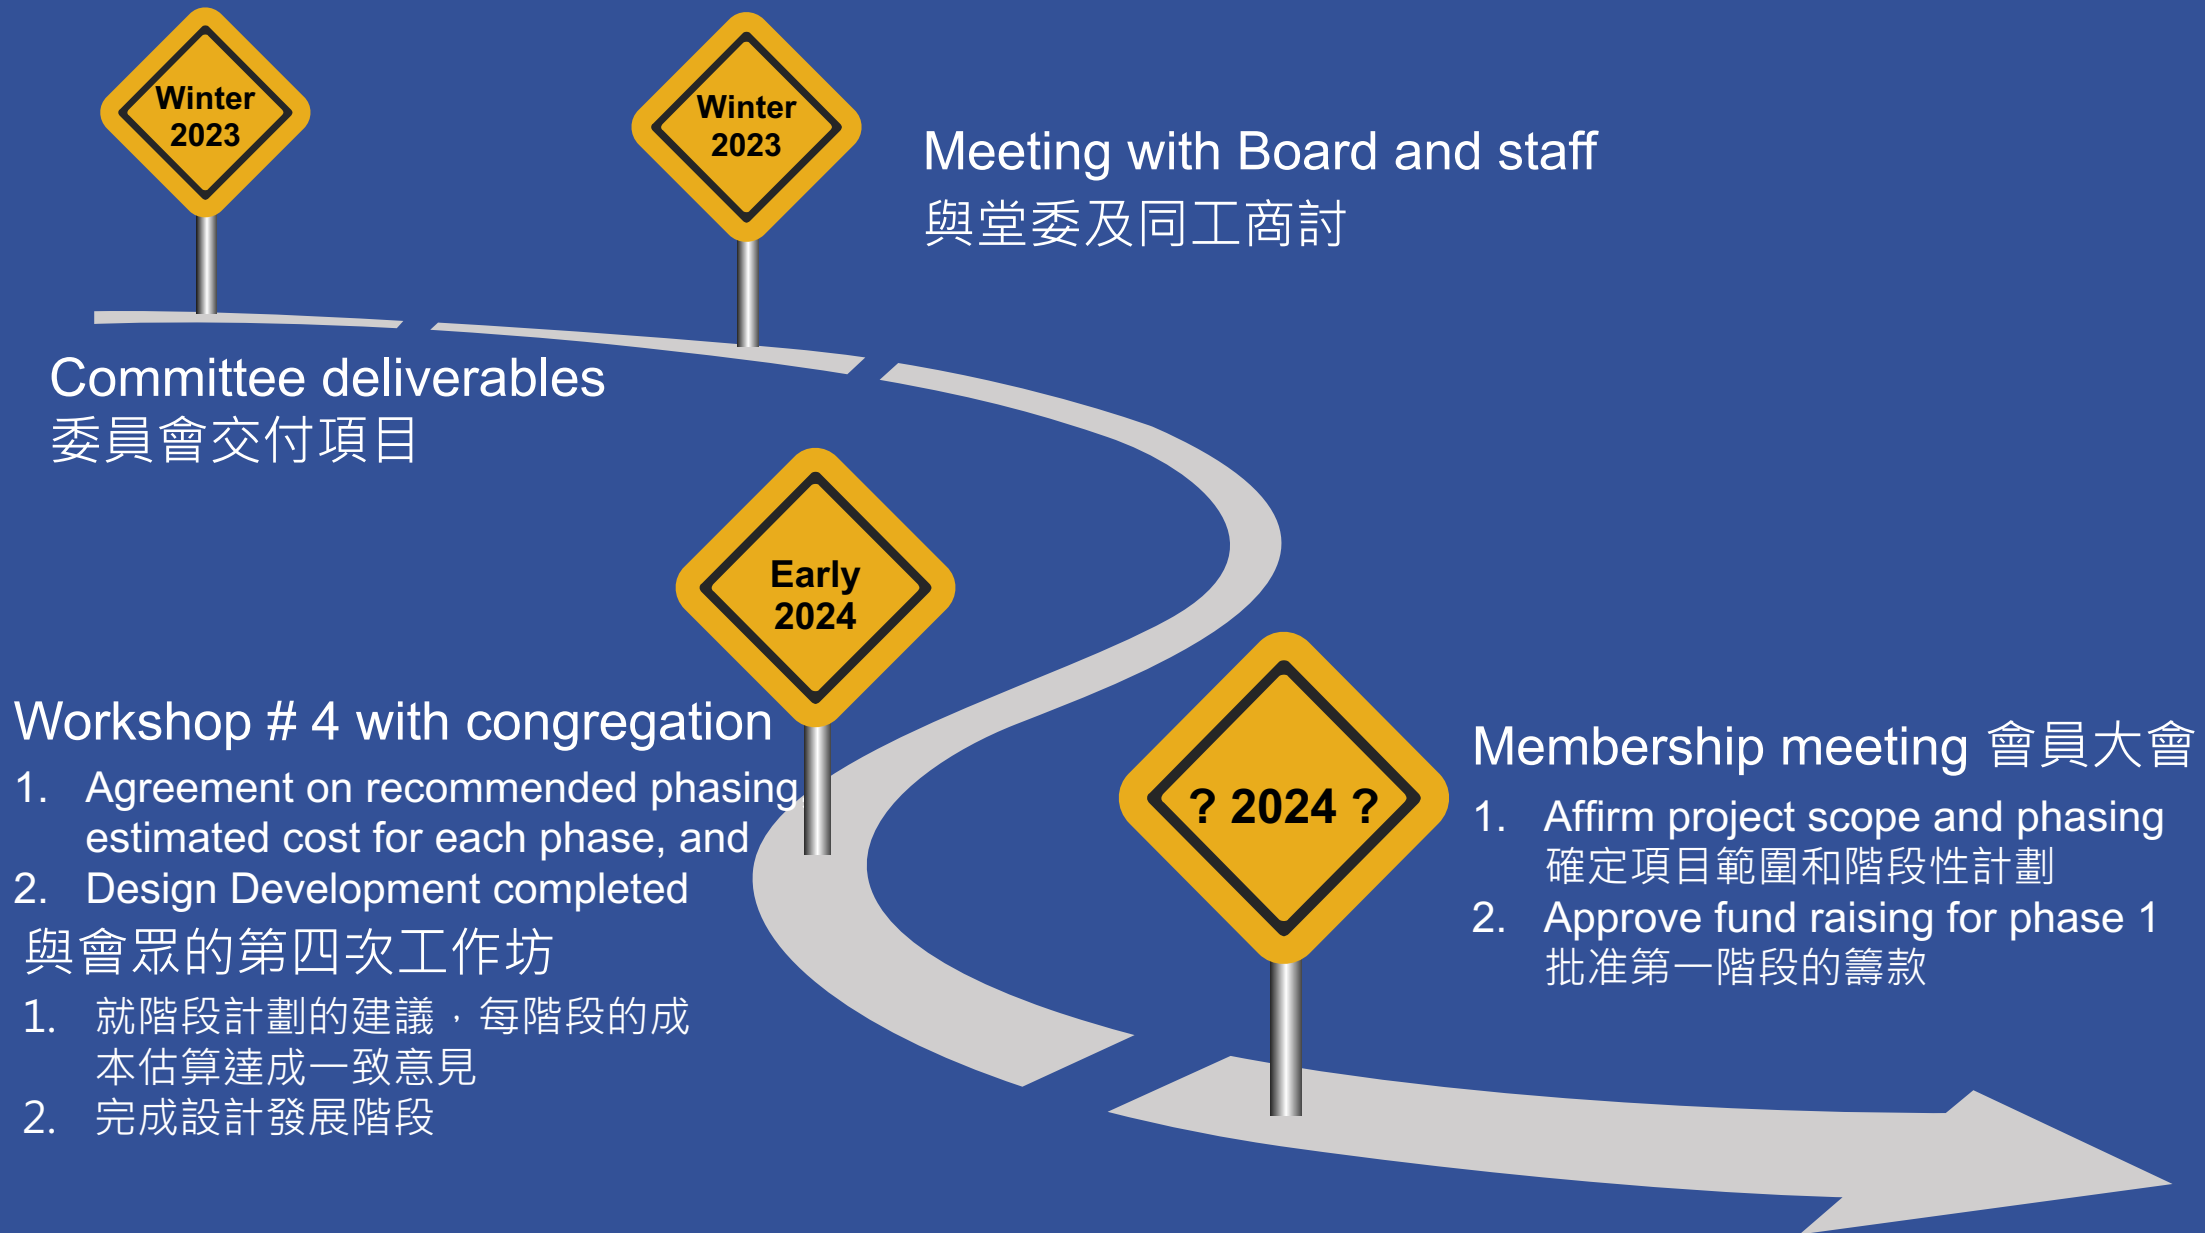 Winter
2023
Winter
2023
Meeting with Board and staff
與堂委及同工商討
Committee deliverables
委員會交付項目
Early
2024
Workshop # 4 with congregation
1. Agreement on recommended phasing,
estimated cost for each phase, and
2. Design Development completed
與會眾的第四次工作坊
1. 就階段計劃的建議，每階段的成
本估算達成一致意見
2. 完成設計發展階段
? 2024 ?
Membership meeting 會員大會
1. Affirm project scope and phasing
確定項目範圍和階段性計劃
2. Approve fund raising for phase 1
批准第一階段的籌款